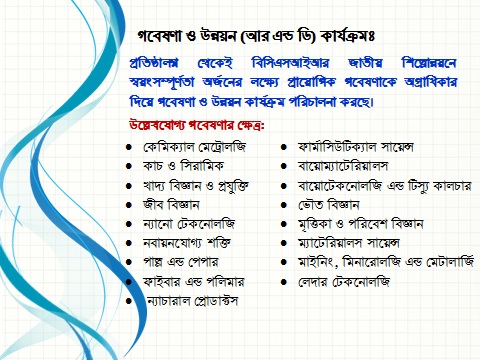 গবেষণা ও উন্নয়ন (আর এন্ড ডি) কার্যক্রমঃ
প্রতিষ্ঠালগ্ন থেকেই বিসিএসআইআর জাতীয় শিল্পোন্নয়নে
স্বয়ংসম্পূর্ণতা অর্জনের লক্ষ্যে প্রায়োগিক গবেষণাকে অগ্রাধিকার
দিয়ে গবেষণা ও উন্নয়ন কার্যক্রম পরিচালনা করছে।
উল্লেখযোগ্য গবেষণার ক্ষেত্র:
• কেমিক্যাল মেট্রোলজি
• কাচ ও সিরামিক
• খাদ্য বিজ্ঞান ও প্রযুক্তি
• জীব বিজ্ঞান
• ন্যানো টেকনোলজি
• নবায়নযোগ্য শক্তি
• পাল্প এন্ড পেপার
• ফাইবার এন্ড পলিমার
• ন্যাচারাল প্রোডাক্টস
• ফার্মাসিউটিক্যাল সায়েন্স
• বায়োম্যাটেরিয়ালস
• বায়োটেকনোলজি এন্ড টিস্যু কালচার
• ভৌত বিজ্ঞান
• মৃত্তিকা ও পরিবেশ বিজ্ঞান
• ম্যাটেরিয়ালস সায়েন্স
• মাইনিং, মিনারোলজি এন্ড মেটালার্জি
• লেদার টেকনোলজি